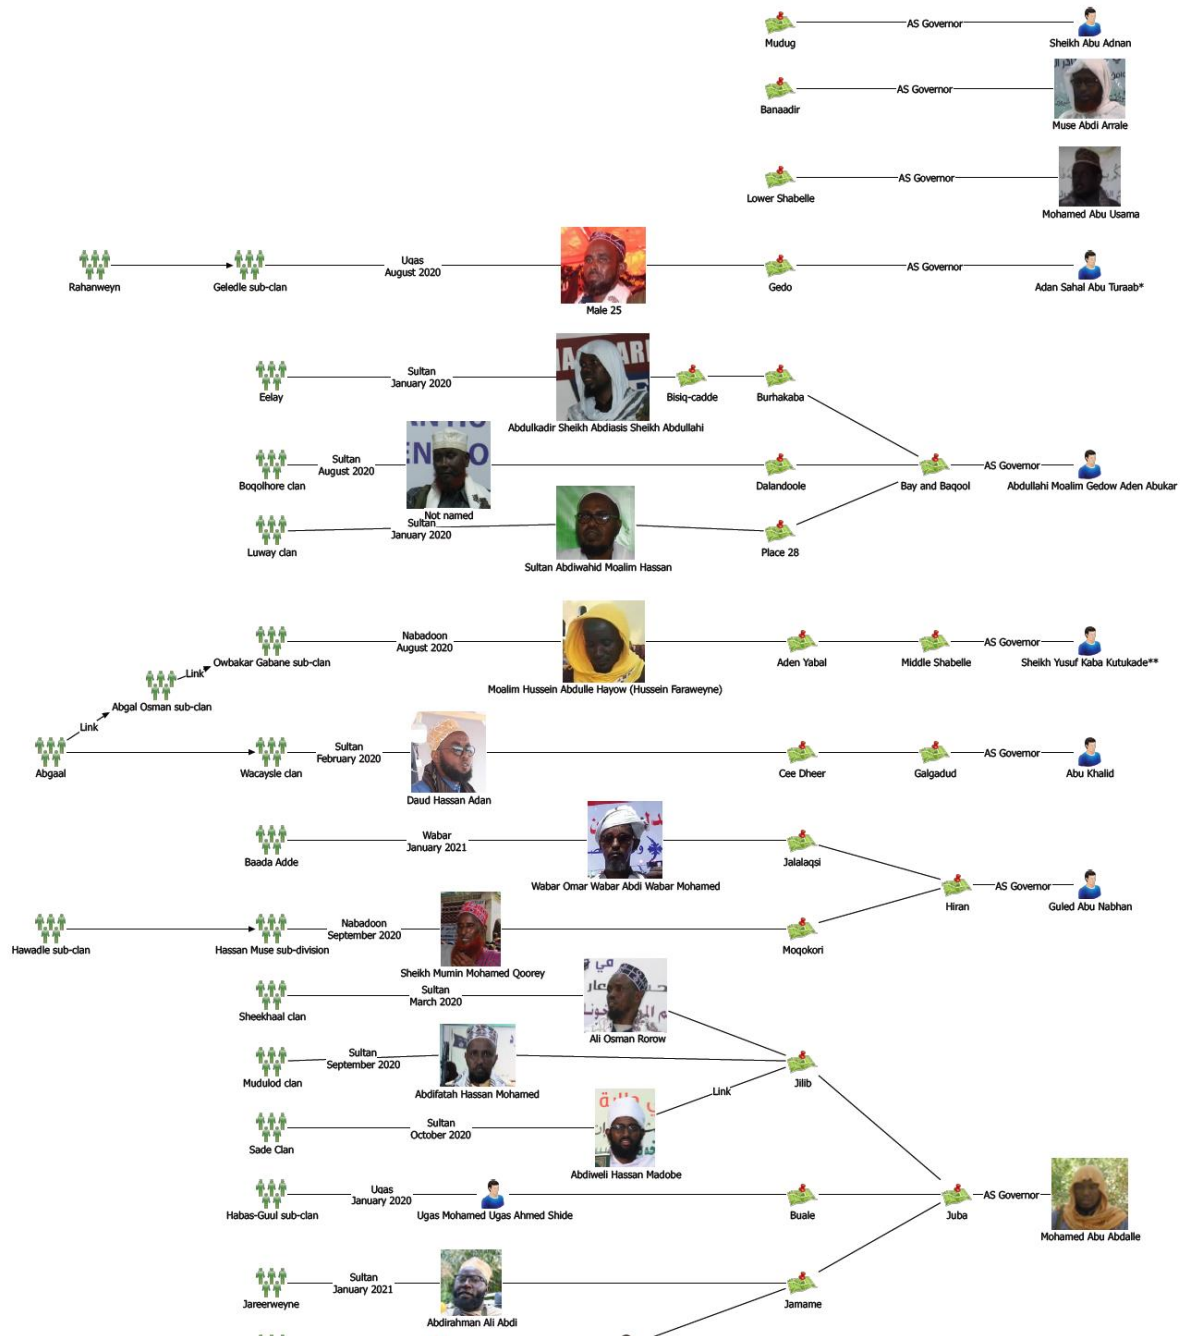 Mudug
AS Governor
Sheikh Abu Adnan
Banaadir
AS Governor
Muse Abdi Arrale
Lower Shabelle
AS Governor
Mohamed Abu Usama
Rahanweyn
Geledle sub-clan
Ugas
August 2020
Male 25
Gedo
AS Governor
Adan Sahal Abu Turaab*
Eelay
Sultan
January 2020
Abdulkadir Sheikh Abdiasis Sheikh Abdullahi
Bisiq-cadde
Burhakaba
Boqolhore clan
Sultan
August 2020
Not named
Dalandoole
Bay and Baqool
AS Governor
Abdullahi Moalim Gedow Aden Abukar
Luway clan
Sultan
January 2020
Sultan Abdiwahid Moalim Hassan
Place 28
Owbakar Gabane sub-clan
Nabadoon
August 2020
Moalim Hussein Abdulle Hayow (Hussein Faraweyne)
Aden Yabal
Middle Shabelle
AS Governor
Sheikh Yusuf Kaba Kutukade**
Link
Abgal Osman sub-clan
Link
Abgaal
Wacaysle clan
Sultan
February 2020
Daud Hassan Adan
Cee Dheer
Galgadud
AS Governor
Abu Khalid
Baada Adde
Wabar
January 2021
Wabar Omar Wabar Abdi Wabar Mohamed
Jalalaqsi
Hiran
AS Governor
Guled Abu Nabhan
Hawadle sub-clan
Hassan Muse sub-division
Nabadoon
September 2020
Sheikh Mumin Mohamed Qoorey
Moqokori
Sheekhaal clan
Sultan
March 2020
Ali Osman Rorow
Mudulod clan
Sultan
September 2020
Abdifatah Hassan Mohamed
Jilib
Link
Sade Clan
Sultan
October 2020
Abdiweli Hassan Madobe
Habas-Guul sub-clan
Ugas
January 2020
Ugas Mohamed Ugas Ahmed Shide
Buale
Juba
AS Governor
Mohamed Abu Abdalle
Jareerweyne
Sultan
January 2021
Abdirahman Ali Abdi
Jamame